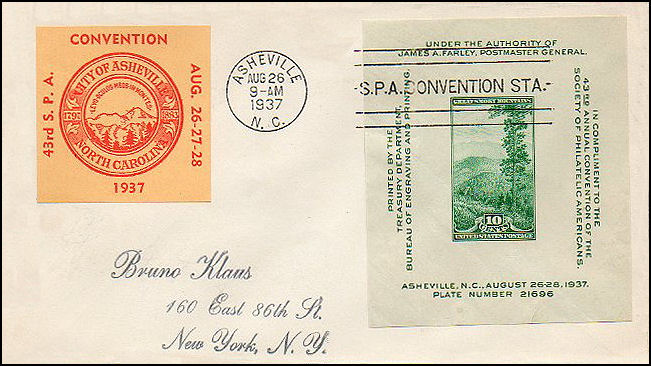 CONVENTION
43rd S. P. A.
AUG. 26-27-28
CITY OF ASHEVILLE
NORTH CAROLINA
1937
ASHEVILLE
AUG 26
9-AM
1937
N. C.
S.P.A. CONVENTION STA.
UNDER THE AUTHORITY OF
JAMES A. FARLEY, POSTMASTER GENERAL.
PRINTED BY THE
TREASURY DEPARTMENT,
BUREAU OF ENGRAVING AND PRINTING.
GREAT SMOKY MOUNTAINS
10
CENTS
UNITED STATES POSTAGE
IN COMPLIMENT TO THE
43RD ANNUAL CONVENTION OF THE
SOCIETY OF PHILATELIC AMERICANS.
ASHEVILLE, N.C., AUGUST 26-28, 1937.
PLATE NUMBER 21696
Bruno Klaus
160 East 86th St.
New York, N. Y.